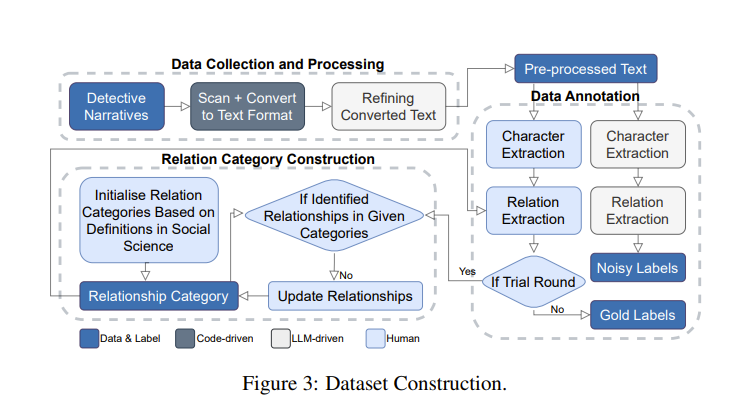 Data Collection and Processing
Detective
Narratives
Scan + Convert
to Text Format
Refining
Converted Text
Pre-processed Text
Data Annotation
Character
Extraction
Character
Extraction
Relation
Extraction
Relation
Extraction
If Trial Round
Yes
No
Noisy Labels
Gold Labels
Relation Category Construction
Initialise Relation
Categories Based on
Definitions in Social
Science
If Identified
Relationships in Given
Categories
No
Relationship Category
Update Relationships
Data & Label
Code-driven
LLM-driven
Human
Figure 3: Dataset Construction.